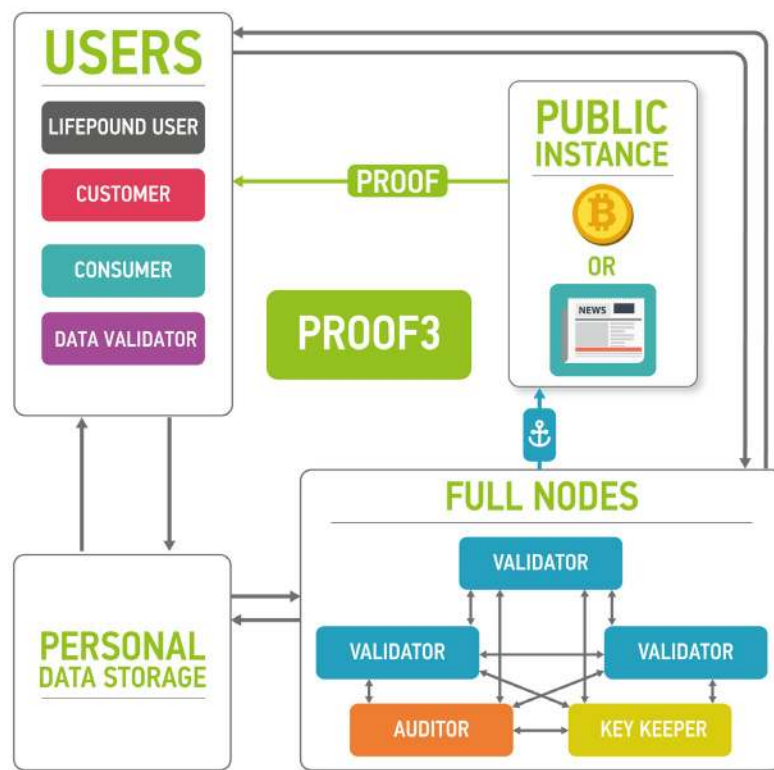 USERS
LIFEPOUND USER
CUSTOMER
CONSUMER
DATA VALIDATOR
PROOF
PUBLIC
INSTANCE
OR
NEWS
PROOF3
FULL NODES
VALIDATOR
VALIDATOR
VALIDATOR
AUDITOR
KEY KEEPER
PERSONAL
DATA STORAGE